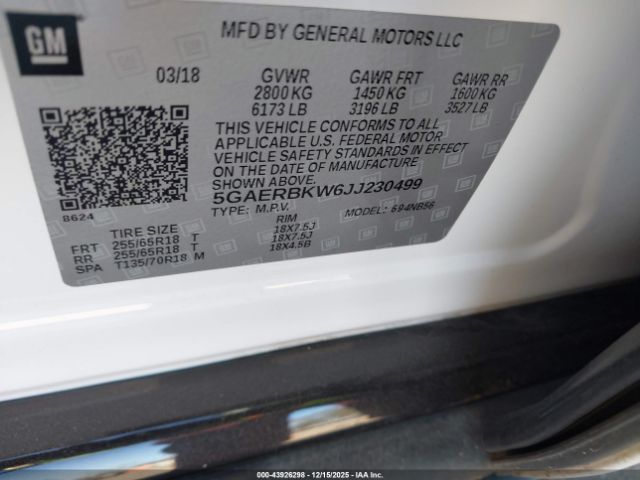 GM
MFD BY GENERAL MOTORS LLC
03/18 GVWR GAWR FRT GAWR RR
2800 KG 1450 KG 1600 KG
6173 LB 3196 LB 3527 LB
THIS VEHICLE CONFORMS TO ALL
APPLICABLE U.S. FEDERAL MOTOR
VEHICLE SAFETY STANDARDS IN EFFECT
ON THE DATE OF MANUFACTURE
5GAERBKW6JJ230499
8624
TYPE: M.P.V. MODEL: 694NB56
TIRE SIZE RIM
FRT 255/65R18 T 18X7.5J
RR 255/65R18 T 18X7.5J
SPA T135/70R18 M 18X4.5B
000-43926298 - 12/15/2025 - IAA Inc.